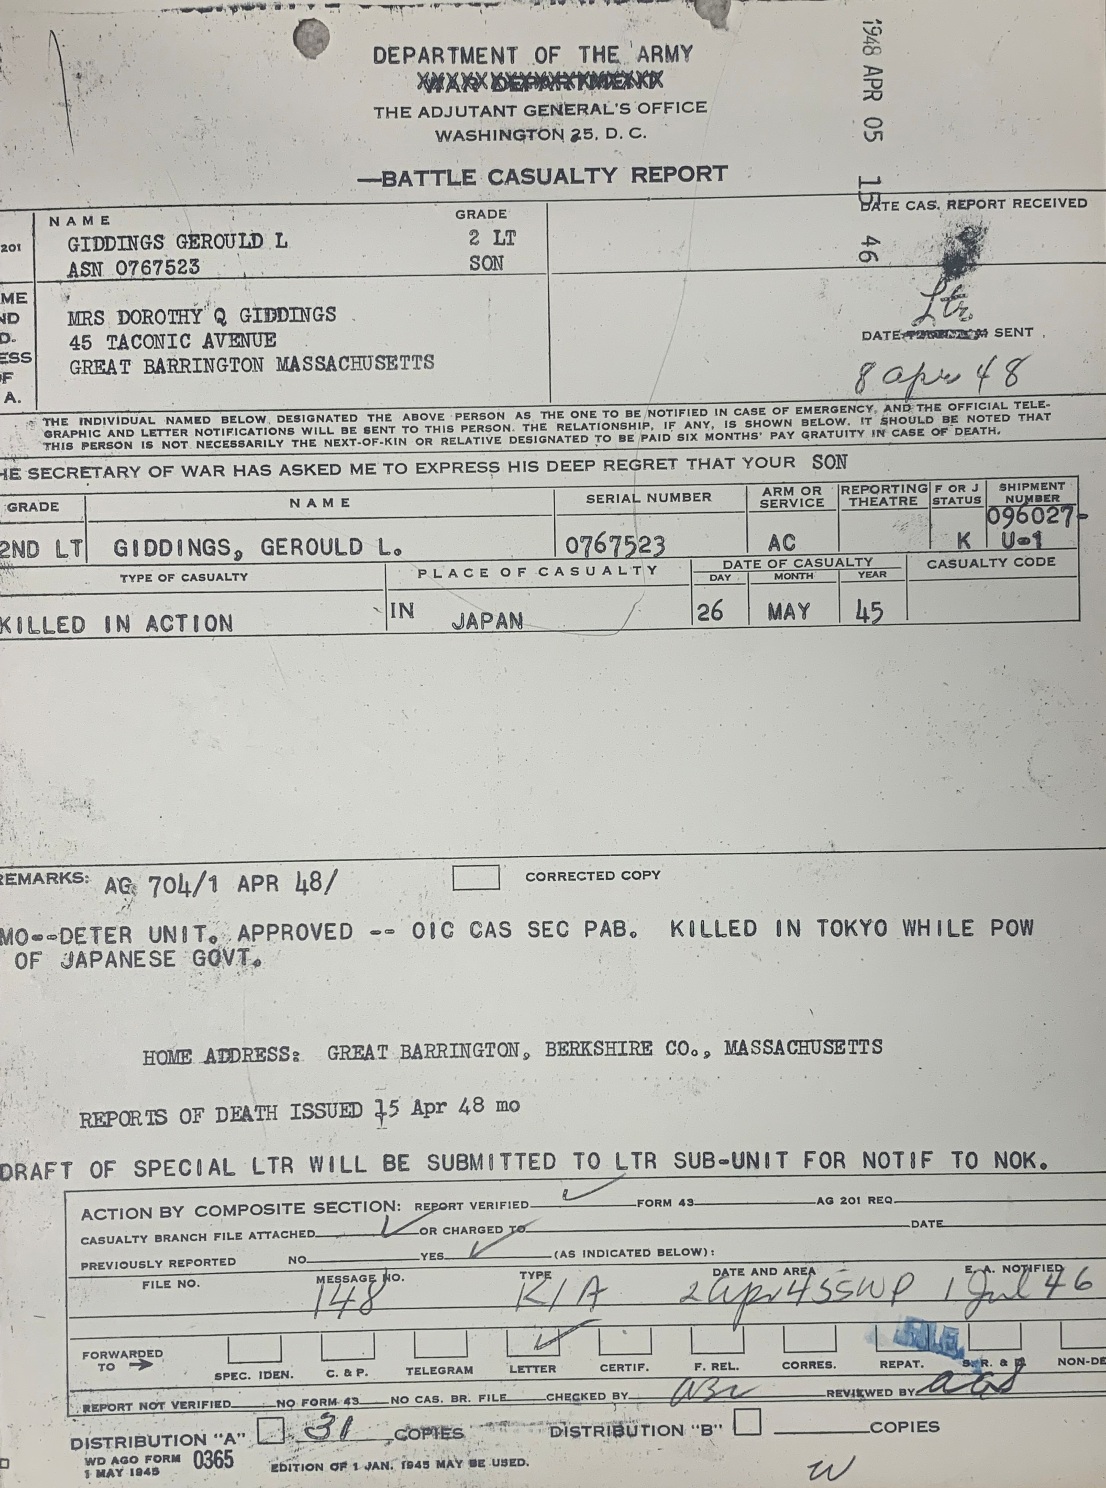 1948 APR 05 15 46
DEPARTMENT OF THE ARMY
WAR DEPARTMENT
THE ADJUTANT GENERAL'S OFFICE
WASHINGTON 25, D. C.
—BATTLE CASUALTY REPORT
NAME GRADE DATE CAS. REPORT RECEIVED
201 GIDDINGS GEROULD L 2 LT
ASN 0767523 SON
ME
ND MRS DOROTHY Q GIDDINGS Ltr
D. 45 TACONIC AVENUE DATE SENT
ESS GREAT BARRINGTON MASSACHUSETTS
F 8 apr 48
A.
THE INDIVIDUAL NAMED BELOW DESIGNATED THE ABOVE PERSON AS THE ONE TO BE NOTIFIED IN CASE OF EMERGENCY, AND THE OFFICIAL TELE-
GRAPHIC AND LETTER NOTIFICATIONS WILL BE SENT TO THIS PERSON. THE RELATIONSHIP, IF ANY, IS SHOWN BELOW. IT SHOULD BE NOTED THAT
THIS PERSON IS NOT NECESSARILY THE NEXT-OF-KIN OR RELATIVE DESIGNATED TO BE PAID SIX MONTHS' PAY GRATUITY IN CASE OF DEATH.
HE SECRETARY OF WAR HAS ASKED ME TO EXPRESS HIS DEEP REGRET THAT YOUR SON
GRADE NAME SERIAL NUMBER ARM OR SERVICE REPORTING THEATRE F OR J STATUS SHIPMENT NUMBER
2ND LT GIDDINGS, GEROULD L. 0767523 AC K 096027-U-1
TYPE OF CASUALTY PLACE OF CASUALTY DATE OF CASUALTY CASUALTY CODE
DAY MONTH YEAR
KILLED IN ACTION IN JAPAN 26 MAY 45
REMARKS: AG 704/1 APR 48/ CORRECTED COPY
MO--DETER UNIT. APPROVED -- OIC CAS SEC PAB. KILLED IN TOKYO WHILE POW
OF JAPANESE GOVT.
HOME ADDRESS: GREAT BARRINGTON, BERKSHIRE CO., MASSACHUSETTS
REPORTS OF DEATH ISSUED 15 Apr 48 mo
DRAFT OF SPECIAL LTR WILL BE SUBMITTED TO LTR SUB-UNIT FOR NOTIF TO NOK.
ACTION BY COMPOSITE SECTION: REPORT VERIFIED FORM 43 AG 201 REQ.
CASUALTY BRANCH FILE ATTACHED OR CHARGED TO DATE
PREVIOUSLY REPORTED NO YES (AS INDICATED BELOW):
FILE NO. MESSAGE NO. TYPE DATE AND AREA E. A. NOTIFIED
148 KIA 2 apr 45 SWP 1 Jul 46
FORWARDED TO SPEC. IDEN. C. & P. TELEGRAM LETTER CERTIF. F. REL. CORRES. REPAT. S. R. & D. NON-DE
REPORT NOT VERIFIED NO FORM 43 NO CAS. BR. FILE CHECKED BY REVIEWED BY
DISTRIBUTION "A" 31 COPIES DISTRIBUTION "B" COPIES
WD AGO FORM 0365
1 MAY 1945 EDITION OF 1 JAN. 1945 MAY BE USED.
W